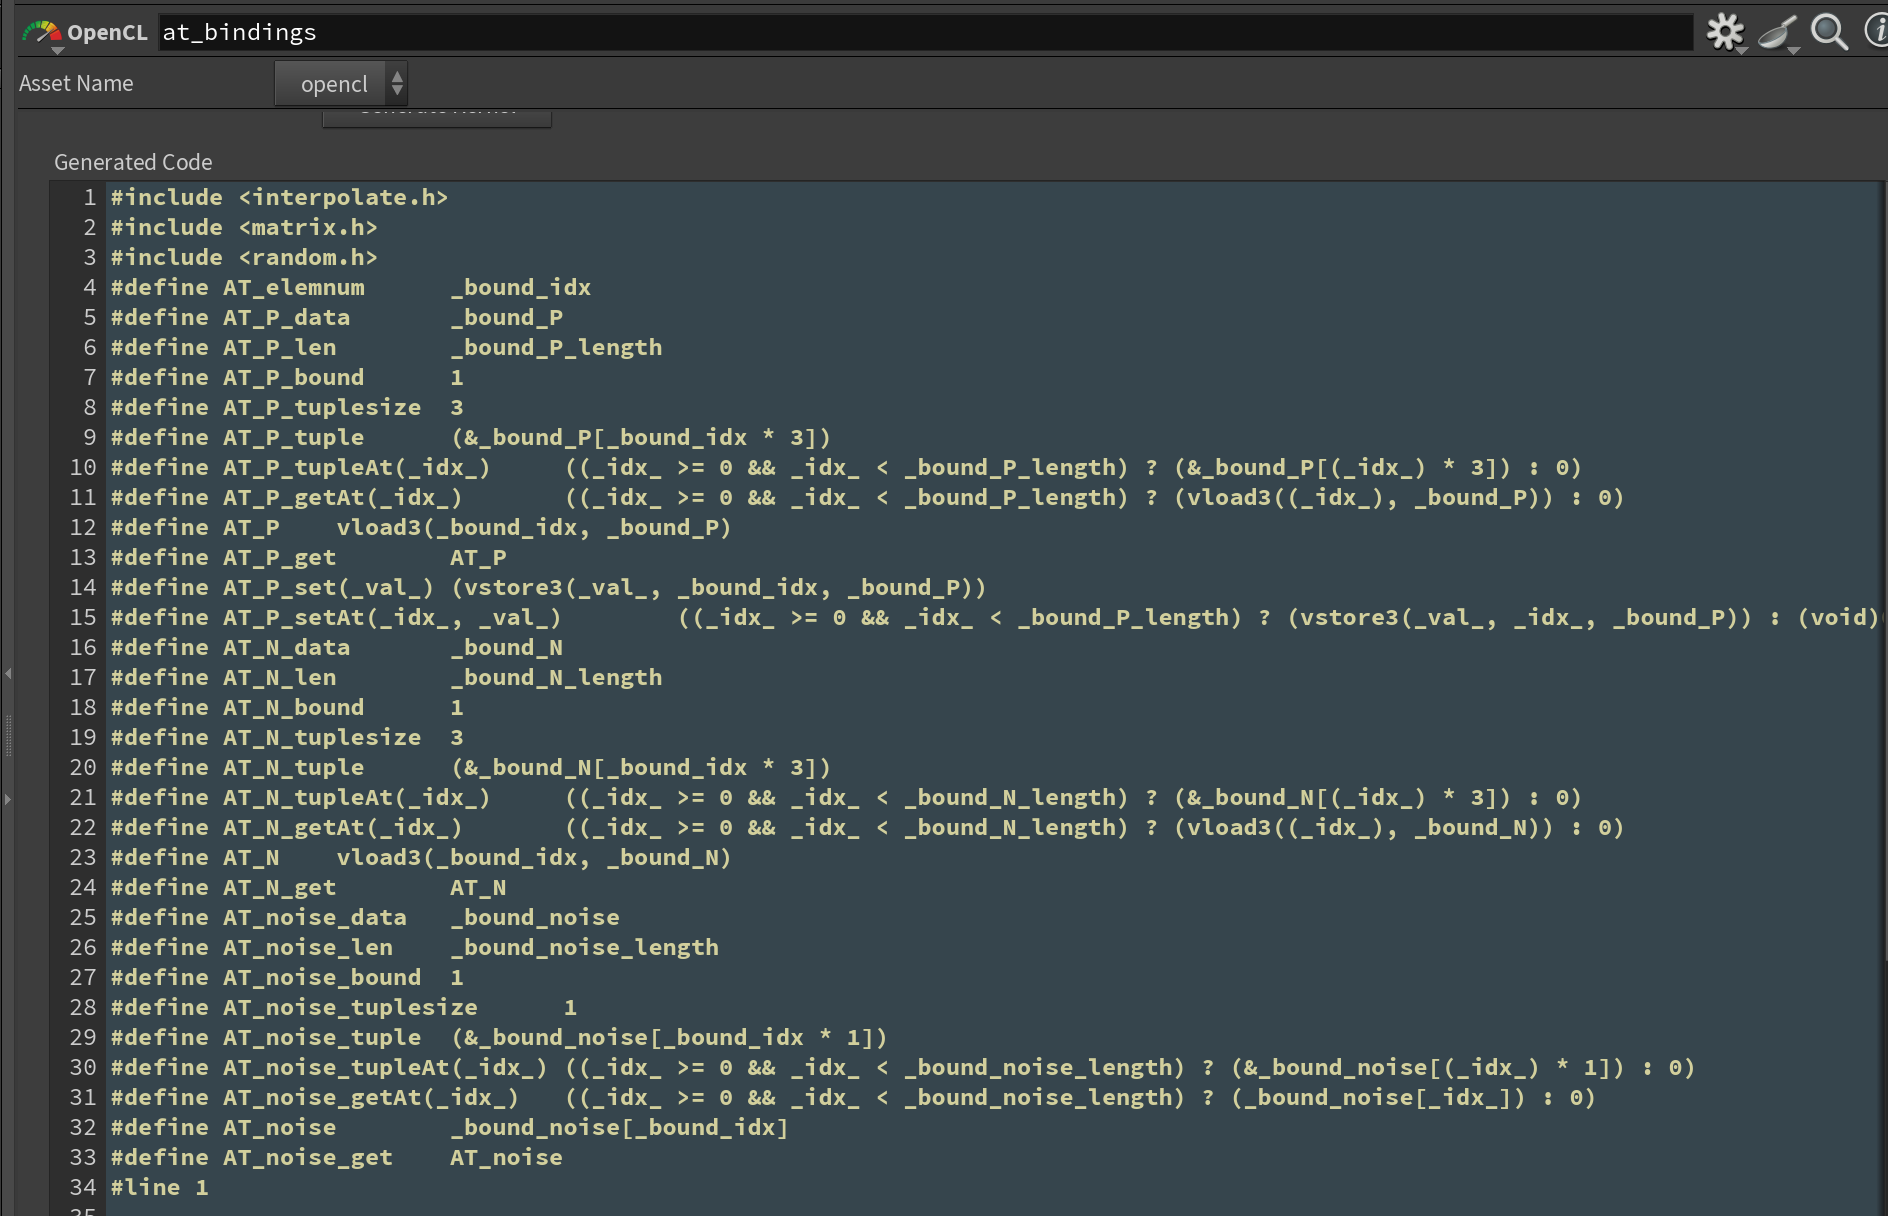 OpenCL at_bindings
Asset Name opencl
Generated Code
1 #include <interpolate.h>
2 #include <matrix.h>
3 #include <random.h>
4 #define AT_elemnum _bound_idx
5 #define AT_P_data _bound_P
6 #define AT_P_len _bound_P_length
7 #define AT_P_bound 1
8 #define AT_P_tuplesize 3
9 #define AT_P_tuple (&_bound_P[_bound_idx * 3])
10 #define AT_P_tupleAt(_idx_) ((_idx_ >= 0 && _idx_ < _bound_P_length) ? (&_bound_P[(_idx_) * 3]) : 0)
11 #define AT_P_getAt(_idx_) ((_idx_ >= 0 && _idx_ < _bound_P_length) ? (vload3((_idx_), _bound_P)) : 0)
12 #define AT_P vload3(_bound_idx, _bound_P)
13 #define AT_P_get AT_P
14 #define AT_P_set(_val_) (vstore3(_val_, _bound_idx, _bound_P))
15 #define AT_P_setAt(_idx_, _val_) ((_idx_ >= 0 && _idx_ < _bound_P_length) ? (vstore3(_val_, _idx_, _bound_P)) : (void)
16 #define AT_N_data _bound_N
17 #define AT_N_len _bound_N_length
18 #define AT_N_bound 1
19 #define AT_N_tuplesize 3
20 #define AT_N_tuple (&_bound_N[_bound_idx * 3])
21 #define AT_N_tupleAt(_idx_) ((_idx_ >= 0 && _idx_ < _bound_N_length) ? (&_bound_N[(_idx_) * 3]) : 0)
22 #define AT_N_getAt(_idx_) ((_idx_ >= 0 && _idx_ < _bound_N_length) ? (vload3((_idx_), _bound_N)) : 0)
23 #define AT_N vload3(_bound_idx, _bound_N)
24 #define AT_N_get AT_N
25 #define AT_noise_data _bound_noise
26 #define AT_noise_len _bound_noise_length
27 #define AT_noise_bound 1
28 #define AT_noise_tuplesize 1
29 #define AT_noise_tuple (&_bound_noise[_bound_idx * 1])
30 #define AT_noise_tupleAt(_idx_) ((_idx_ >= 0 && _idx_ < _bound_noise_length) ? (&_bound_noise[(_idx_) * 1]) : 0)
31 #define AT_noise_getAt(_idx_) ((_idx_ >= 0 && _idx_ < _bound_noise_length) ? (_bound_noise[_idx_]) : 0)
32 #define AT_noise _bound_noise[_bound_idx]
33 #define AT_noise_get AT_noise
34 #line 1